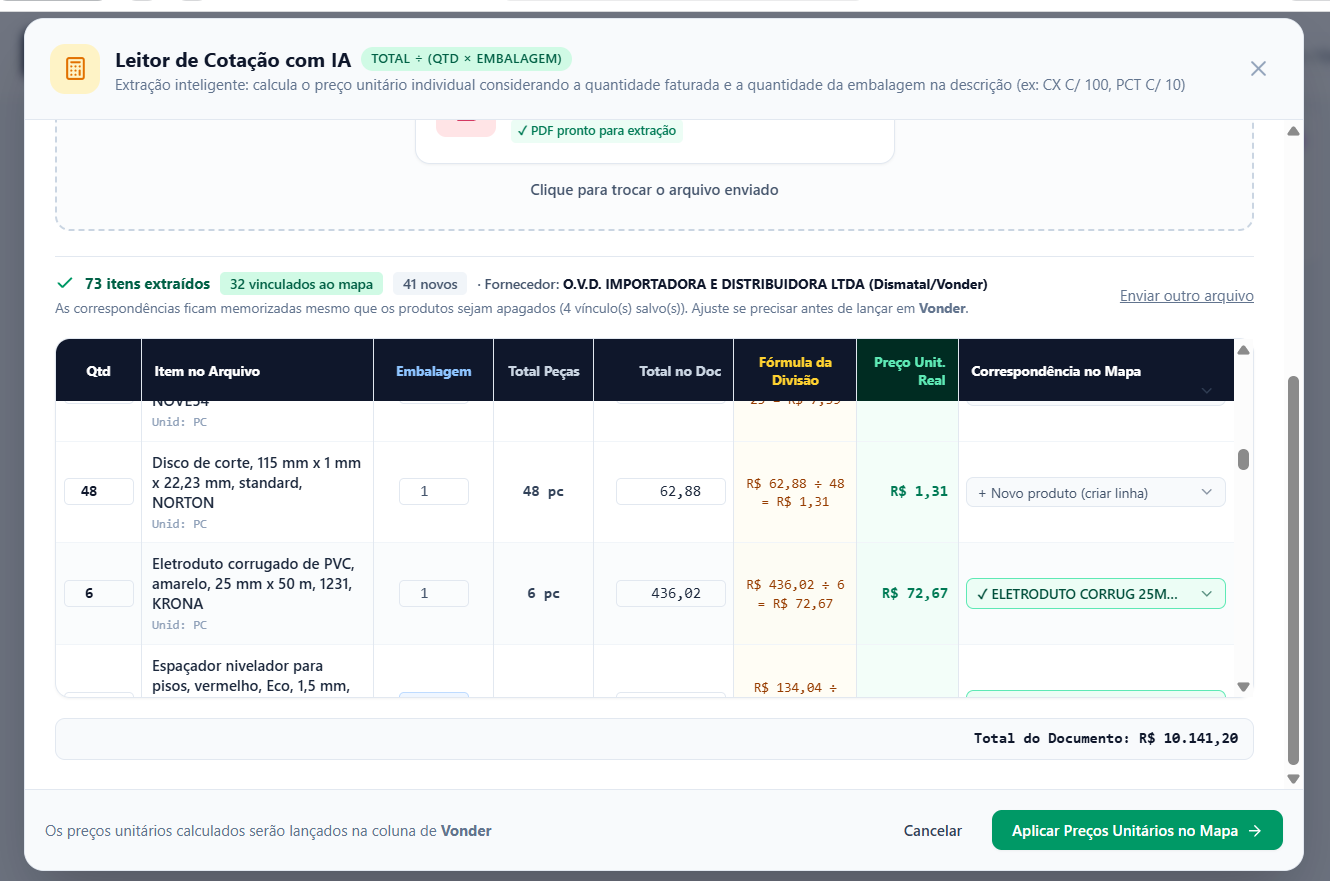 Leitor de Cotação com IA TOTAL ÷ (QTD × EMBALAGEM)
Extração inteligente: calcula o preço unitário individual considerando a quantidade faturada e a quantidade da embalagem na descrição (ex: CX C/ 100, PCT C/ 10)
✓ PDF pronto para extração
Clique para trocar o arquivo enviado
73 itens extraídos 32 vinculados ao mapa 41 novos · Fornecedor: O.V.D. IMPORTADORA E DISTRIBUIDORA LTDA (Dismatal/Vonder)
As correspondências ficam memorizadas mesmo que os produtos sejam apagados (4 vínculo(s) salvo(s)). Ajuste se precisar antes de lançar em Vonder.
Enviar outro arquivo
Qtd Item no Arquivo Embalagem Total Peças Total no Doc Fórmula da Divisão Preço Unit. Real Correspondência no Mapa
NOVE54
Unid: PC
48
Disco de corte, 115 mm x 1 mm
x 22,23 mm, standard,
NORTON
Unid: PC
1
48 pc
62,88
R$ 62,88 ÷ 48
= R$ 1,31
R$ 1,31
+ Novo produto (criar linha)
6
Eletroduto corrugado de PVC,
amarelo, 25 mm x 50 m, 1231,
KRONA
Unid: PC
1
6 pc
436,02
R$ 436,02 ÷ 6
= R$ 72,67
R$ 72,67
✓ ELETRODUTO CORRUG 25M...
Espaçador nivelador para
pisos, vermelho, Eco, 1,5 mm,
R$ 134,04 ÷
Total do Documento: R$ 10.141,20
Os preços unitários calculados serão lançados na coluna de Vonder
Cancelar
Aplicar Preços Unitários no Mapa →